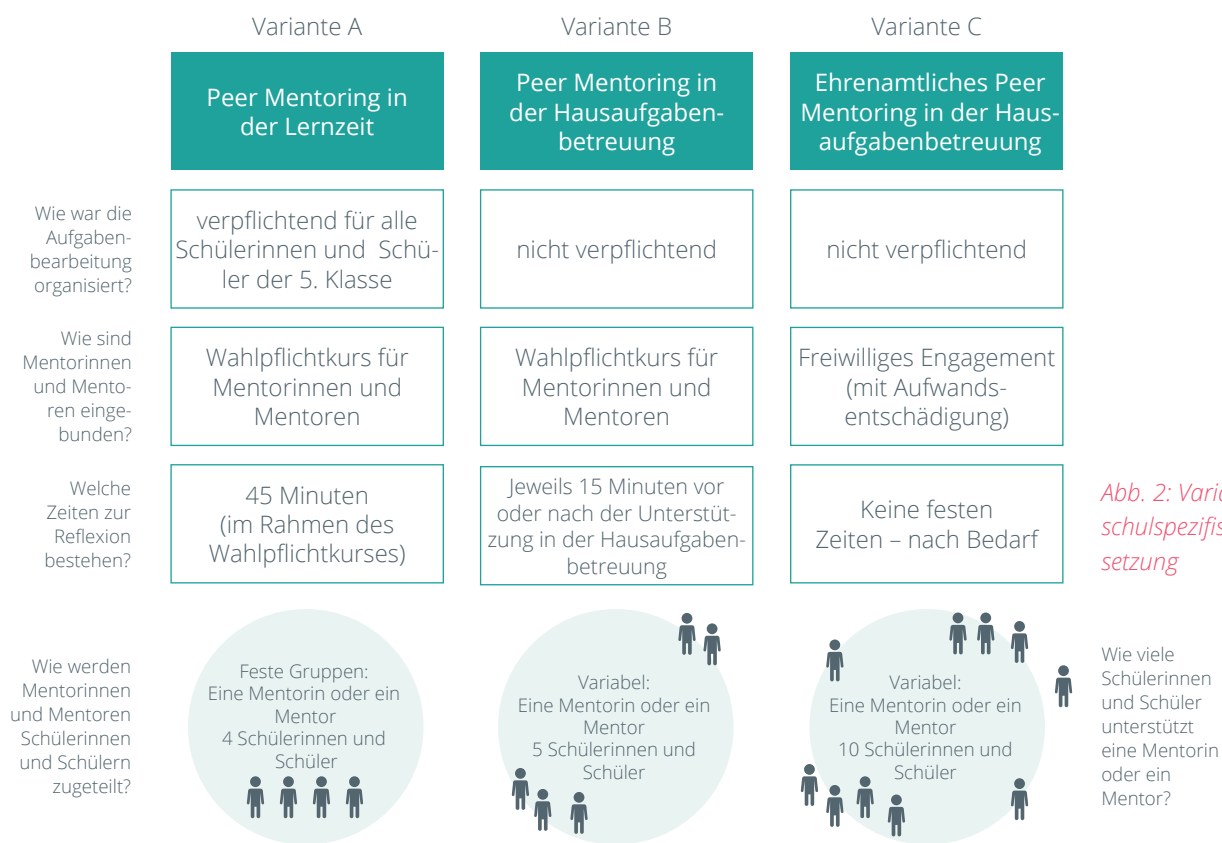 Variante A
Variante B
Variante C
Peer Mentoring in
der Lernzeit
Peer Mentoring in
der Hausaufgaben-
betreuung
Ehrenamtliches Peer
Mentoring in der Haus-
aufgabenbetreuung
Wie war die
Aufgaben-
bearbeitung
organisiert?
verpflichtend für alle
Schülerinnen und Schü-
ler der 5. Klasse
nicht verpflichtend
nicht verpflichtend
Wie sind
Mentorinnen
und Mento-
ren einge-
bunden?
Wahlpflichtkurs für
Mentorinnen und
Mentoren
Wahlpflichtkurs für
Mentorinnen und
Mentoren
Freiwilliges Engagement
(mit Aufwands-
entschädigung)
Welche
Zeiten zur
Reflexion
bestehen?
45 Minuten
(im Rahmen des
Wahlpflichtkurses)
Jeweils 15 Minuten vor
oder nach der Unterstüt-
zung in der Hausaufgaben-
betreuung
Keine festen
Zeiten – nach Bedarf
Abb. 2: Varia
schulspezifis
setzung
Wie werden
Mentorinnen
und Mentoren
Schülerinnen
und Schülern
zugeteilt?
Feste Gruppen:
Eine Mentorin oder ein
Mentor
4 Schülerinnen und
Schüler
Variabel:
Eine Mentorin oder ein
Mentor
5 Schülerinnen und
Schüler
Variabel:
Eine Mentorin oder ein
Mentor
10 Schülerinnen und
Schüler
Wie viele
Schülerinnen
und Schüler
unterstützt
eine Mentorin
oder ein
Mentor?